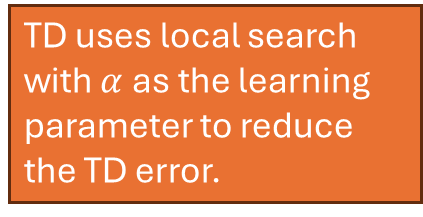 TD uses local search
with 𝛼 as the learning
parameter to reduce
the TD error.